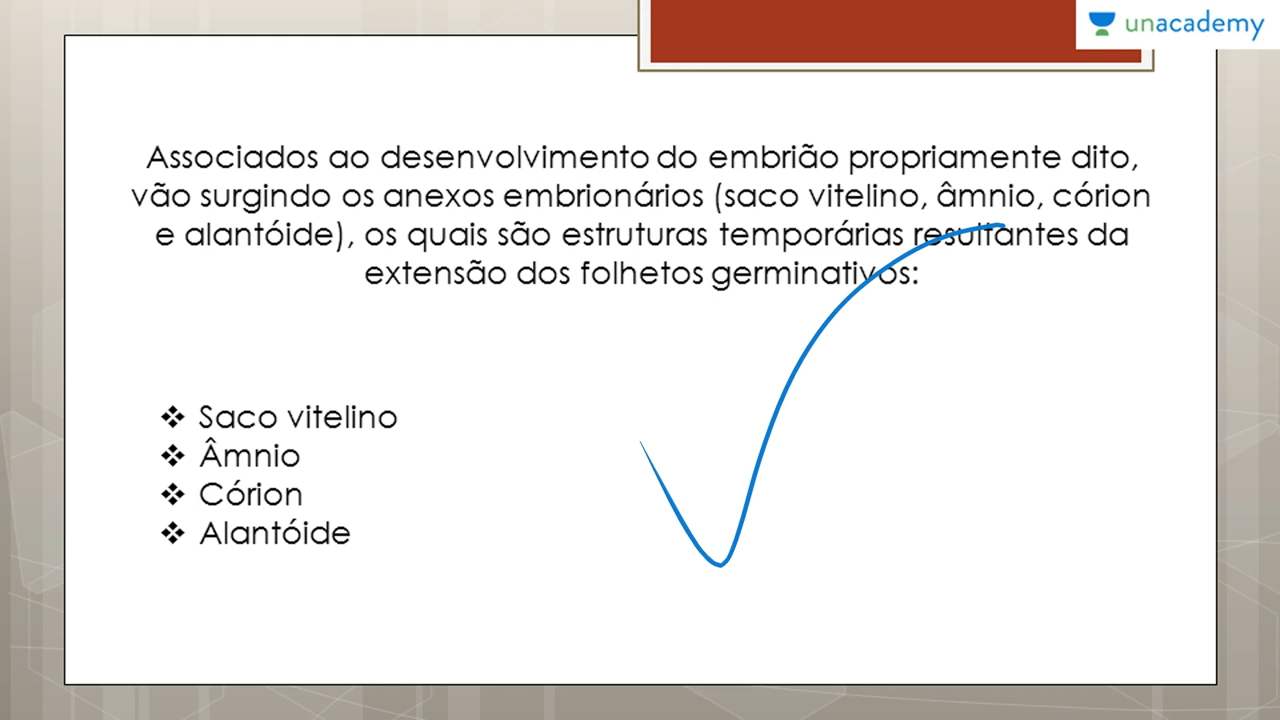 unacademy
Associados ao desenvolvimento do embrião propriamente dito,
vão surgindo os anexos embrionários (saco vitelino, âmnio, córion
e alantóide), os quais são estruturas temporárias resultantes da
extensão dos folhetos germinativos:
❖ Saco vitelino
❖ Âmnio
❖ Córion
❖ Alantóide